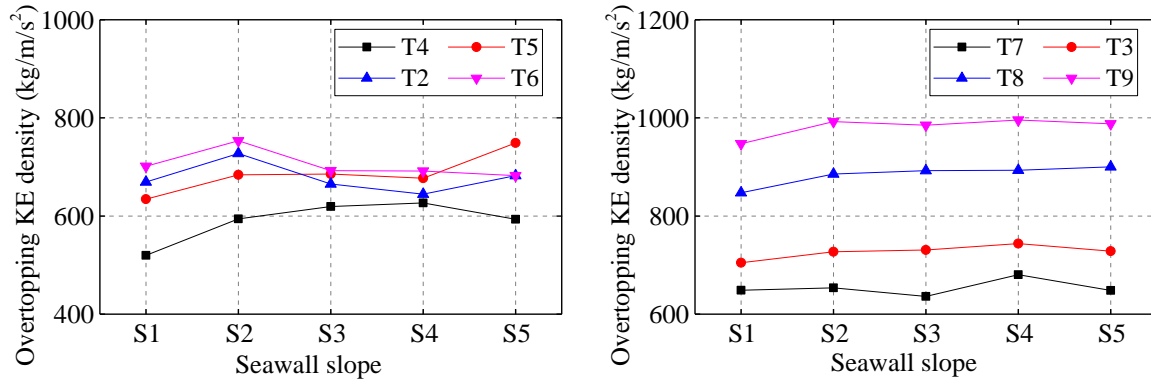 Overtopping KE density (kg/m/s²)
1000
800
600
400
T4 T5
T2 T6
S1 S2 S3 S4 S5
Seawall slope
Overtopping KE density (kg/m/s²)
1200
1000
800
600
T7 T3
T8 T9
S1 S2 S3 S4 S5
Seawall slope